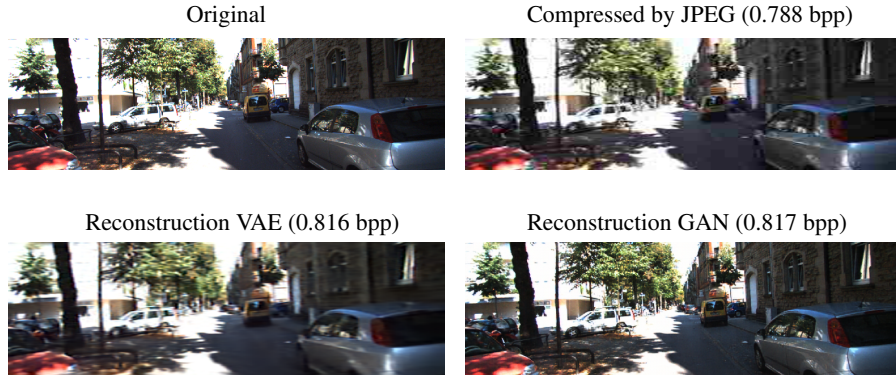 Original
Compressed by JPEG (0.788 bpp)
Reconstruction VAE (0.816 bpp)
Reconstruction GAN (0.817 bpp)